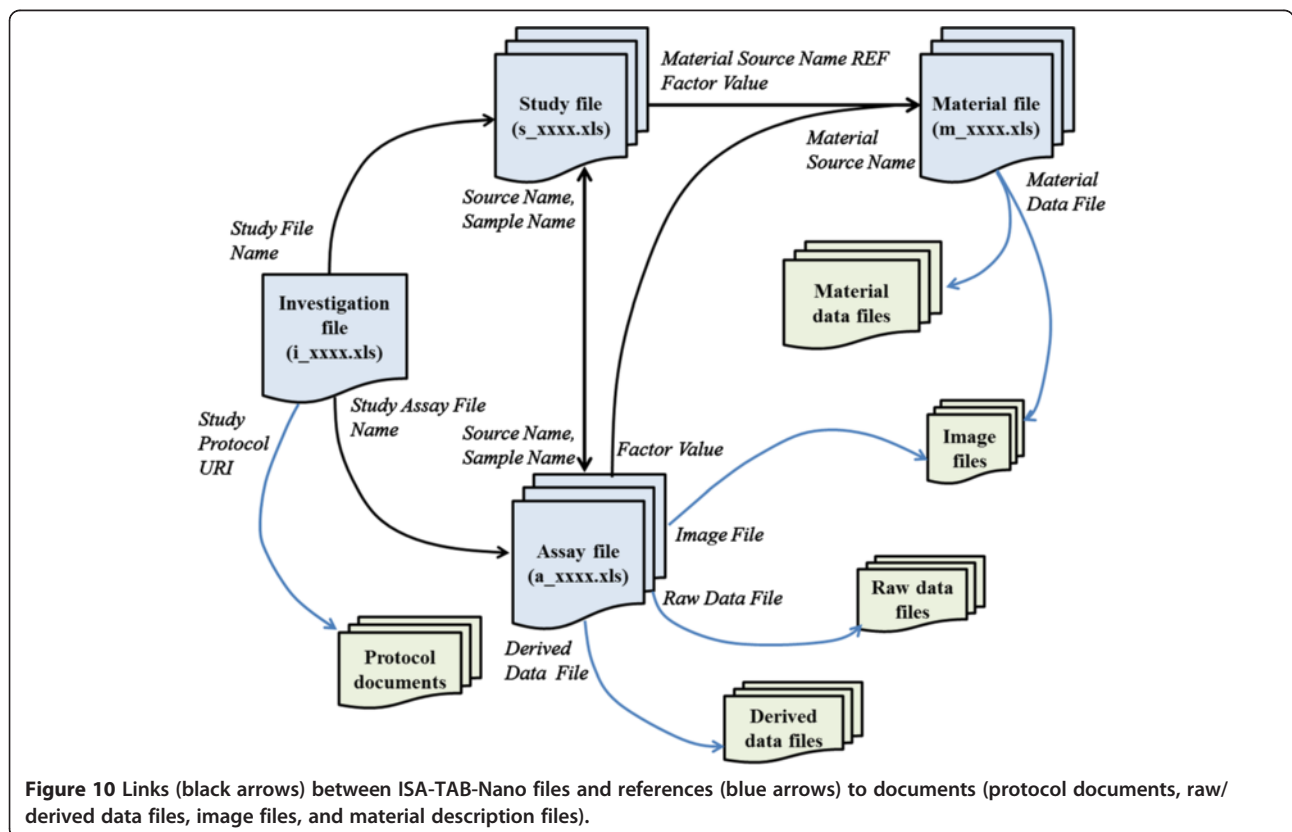 Study file
(s_xxxx.xls)
Material Source Name REF
Factor Value
Material file
(m_xxxx.xls)
Material
Source Name
Material
Data File
Source Name,
Sample Name
Study File
Name
Investigation
file
(i_xxxx.xls)
Material
data files
Study
Protocol
URI
Study Assay File
Name
Source Name,
Sample Name
Factor Value
Image
files
Assay file
(a_xxxx.xls)
Image File
Raw Data File
Raw data
files
Derived
Data File
Protocol
documents
Derived
data files
Figure 10 Links (black arrows) between ISA-TAB-Nano files and references (blue arrows) to documents (protocol documents, raw/
derived data files, image files, and material description files).